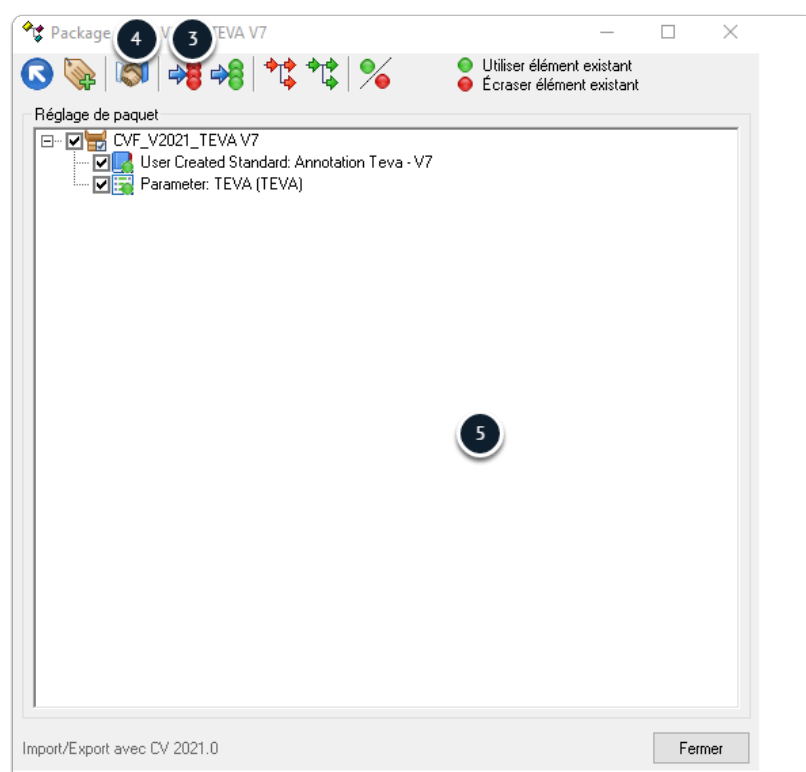 Package
4
V
3
TEVA V7
Utiliser élément existant
Écraser élément existant
Réglage de paquet
CVF_V2021_TEVA V7
User Created Standard: Annotation Teva - V7
Parameter: TEVA (TEVA)
5
Import/Export avec CV 2021.0
Fermer